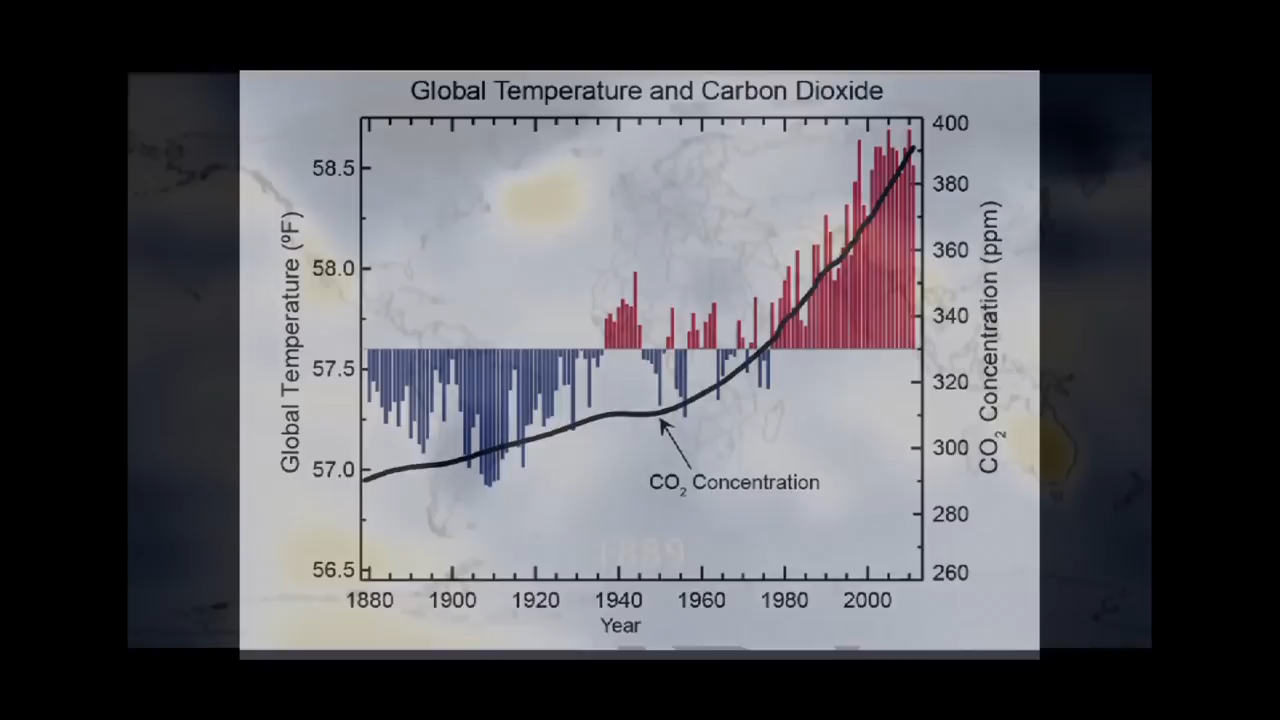 Global Temperature and Carbon Dioxide
Global Temperature (ºF)
58.5
58.0
57.5
57.0
56.5
400
380
360
340
320
300
280
260
CO2 Concentration (ppm)
CO2 Concentration
1889
1880 1900 1920 1940 1960 1980 2000
Year